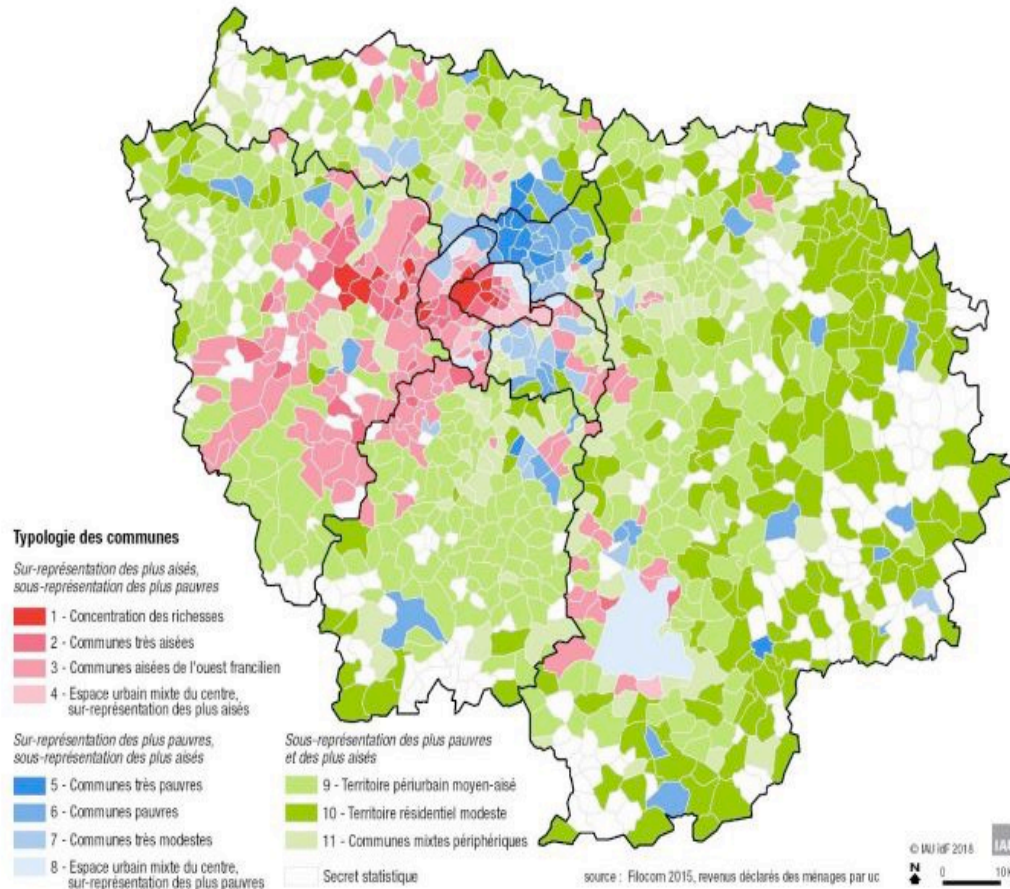 Typologie des communes
Sur-représentation des plus aisés,
sous-représentation des plus pauvres
1 - Concentration des richesses
2 - Communes très aisées
3 - Communes aisées de l'ouest francilien
4 - Espace urbain mixte du centre,
sur-représentation des plus aisés
Sur-représentation des plus pauvres,
sous-représentation des plus aisés
5 - Communes très pauvres
6 - Communes pauvres
7 - Communes très modestes
8 - Espace urbain mixte du centre,
sur-représentation des plus pauvres
Sous-représentation des plus pauvres
et des plus aisés
9 - Territoire périurbain moyen-aisé
10 - Territoire résidentiel modeste
11 - Communes mixtes périphériques
Secret statistique
source : Filocom 2015, revenus déclarés des ménages par uc
© IAU îdF 2018
IAU
N
0 10